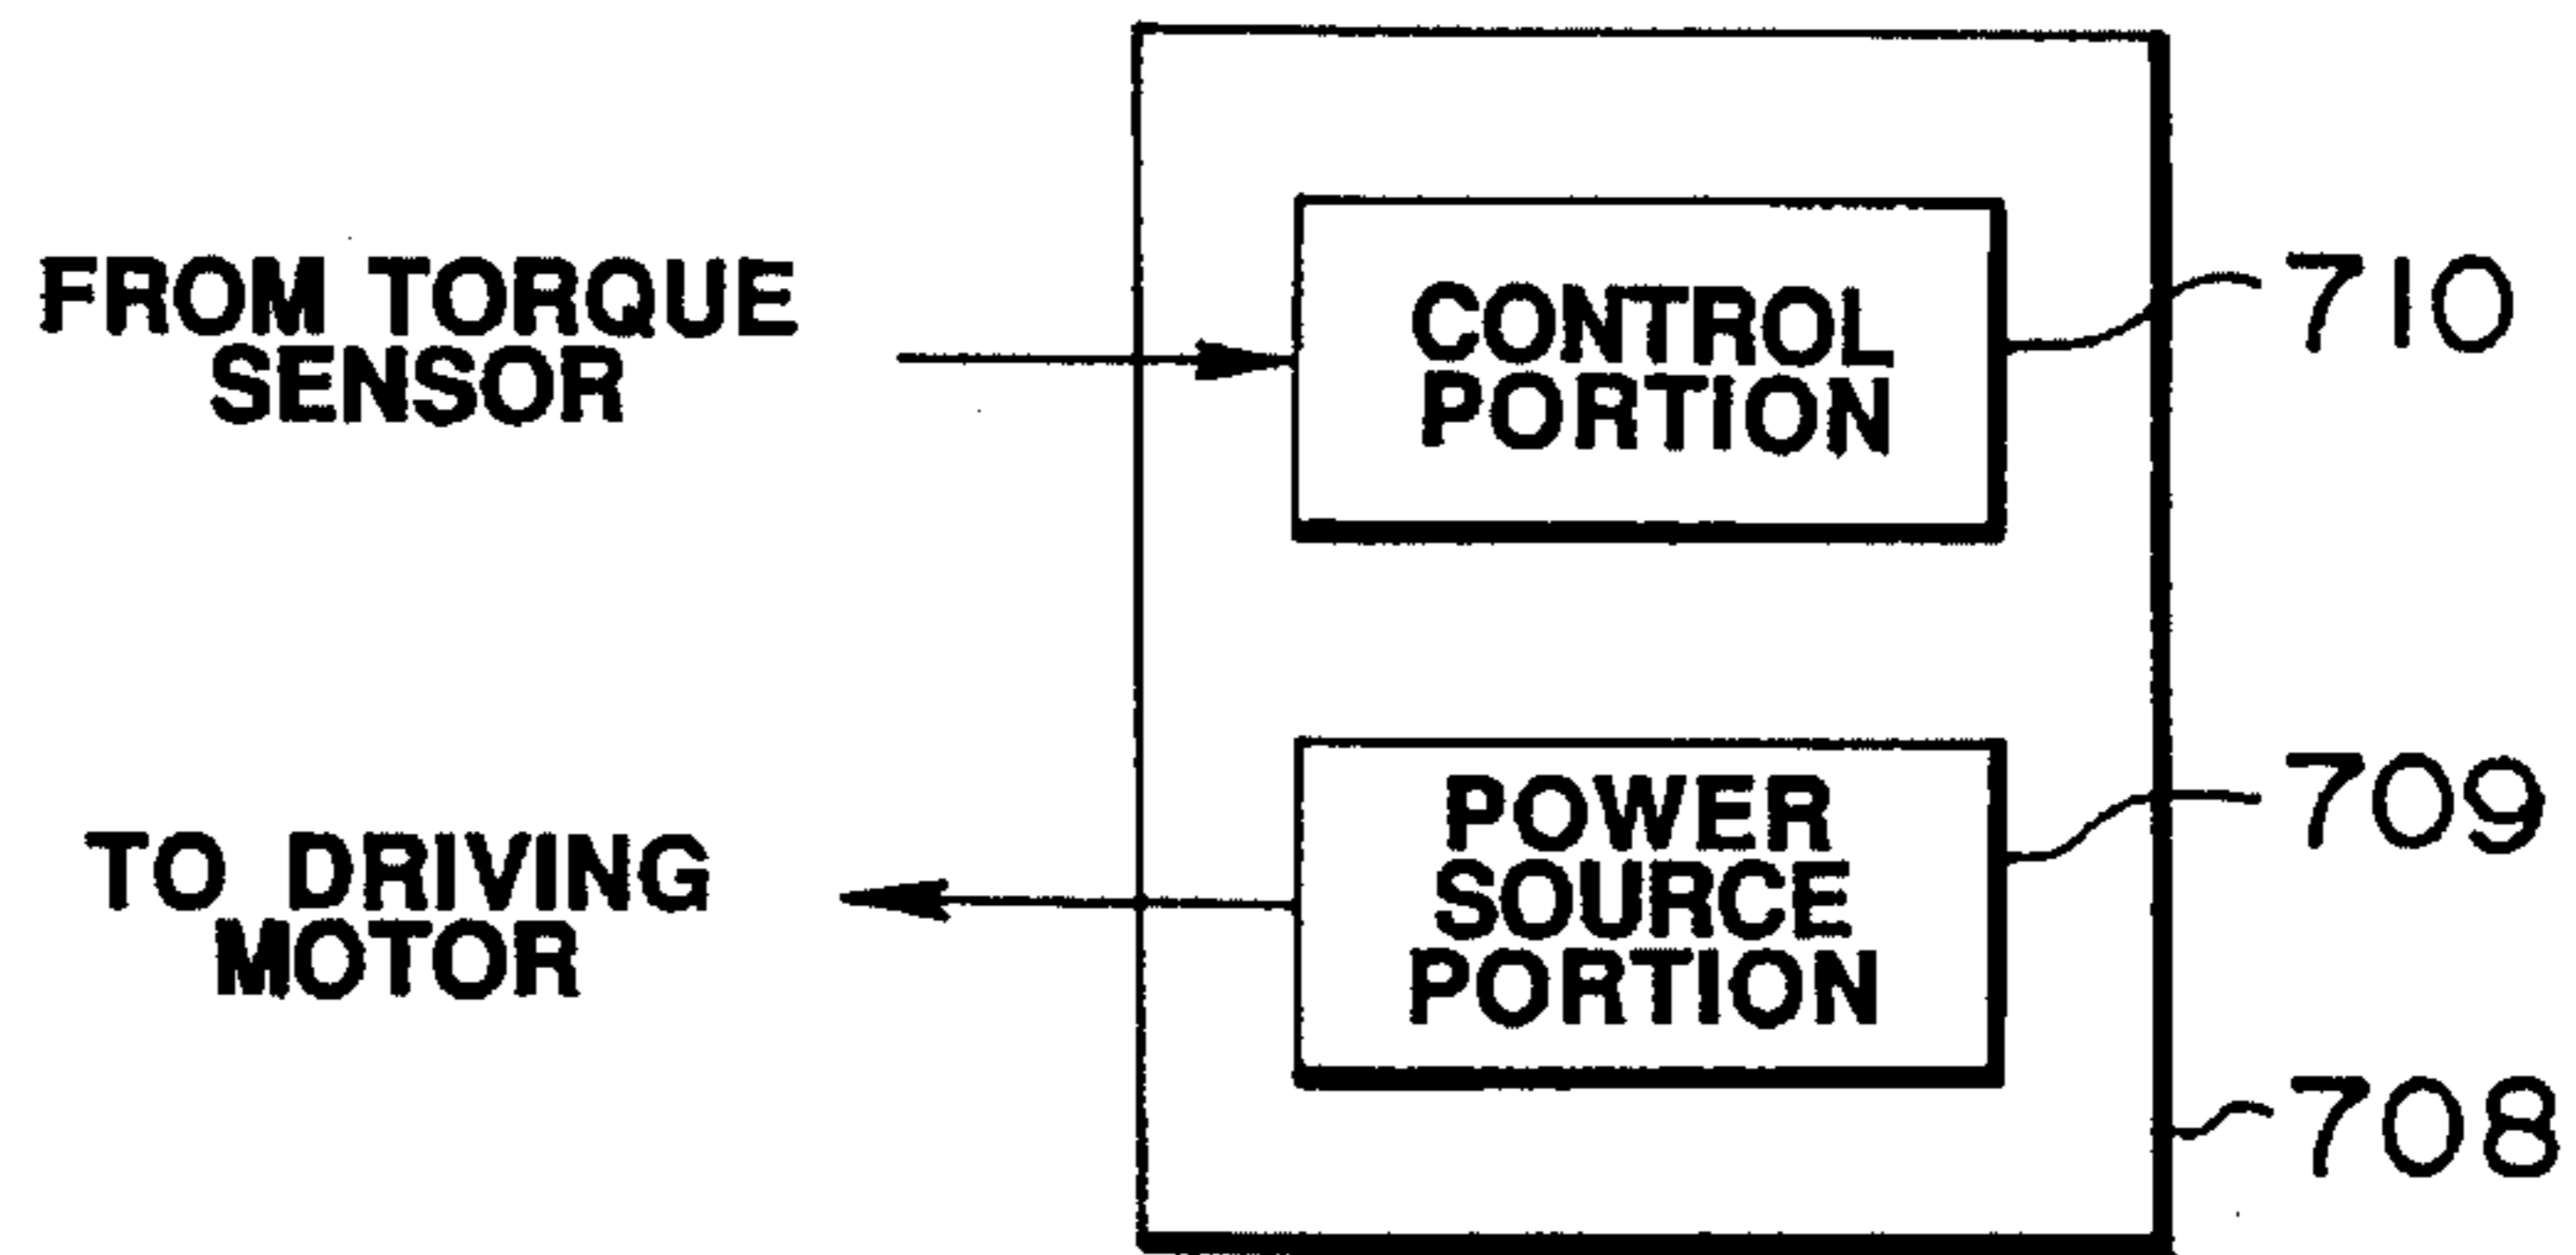 FROM TORQUE
SENSOR
CONTROL
PORTION
710
TO DRIVING
MOTOR
POWER
SOURCE
PORTION
709
708